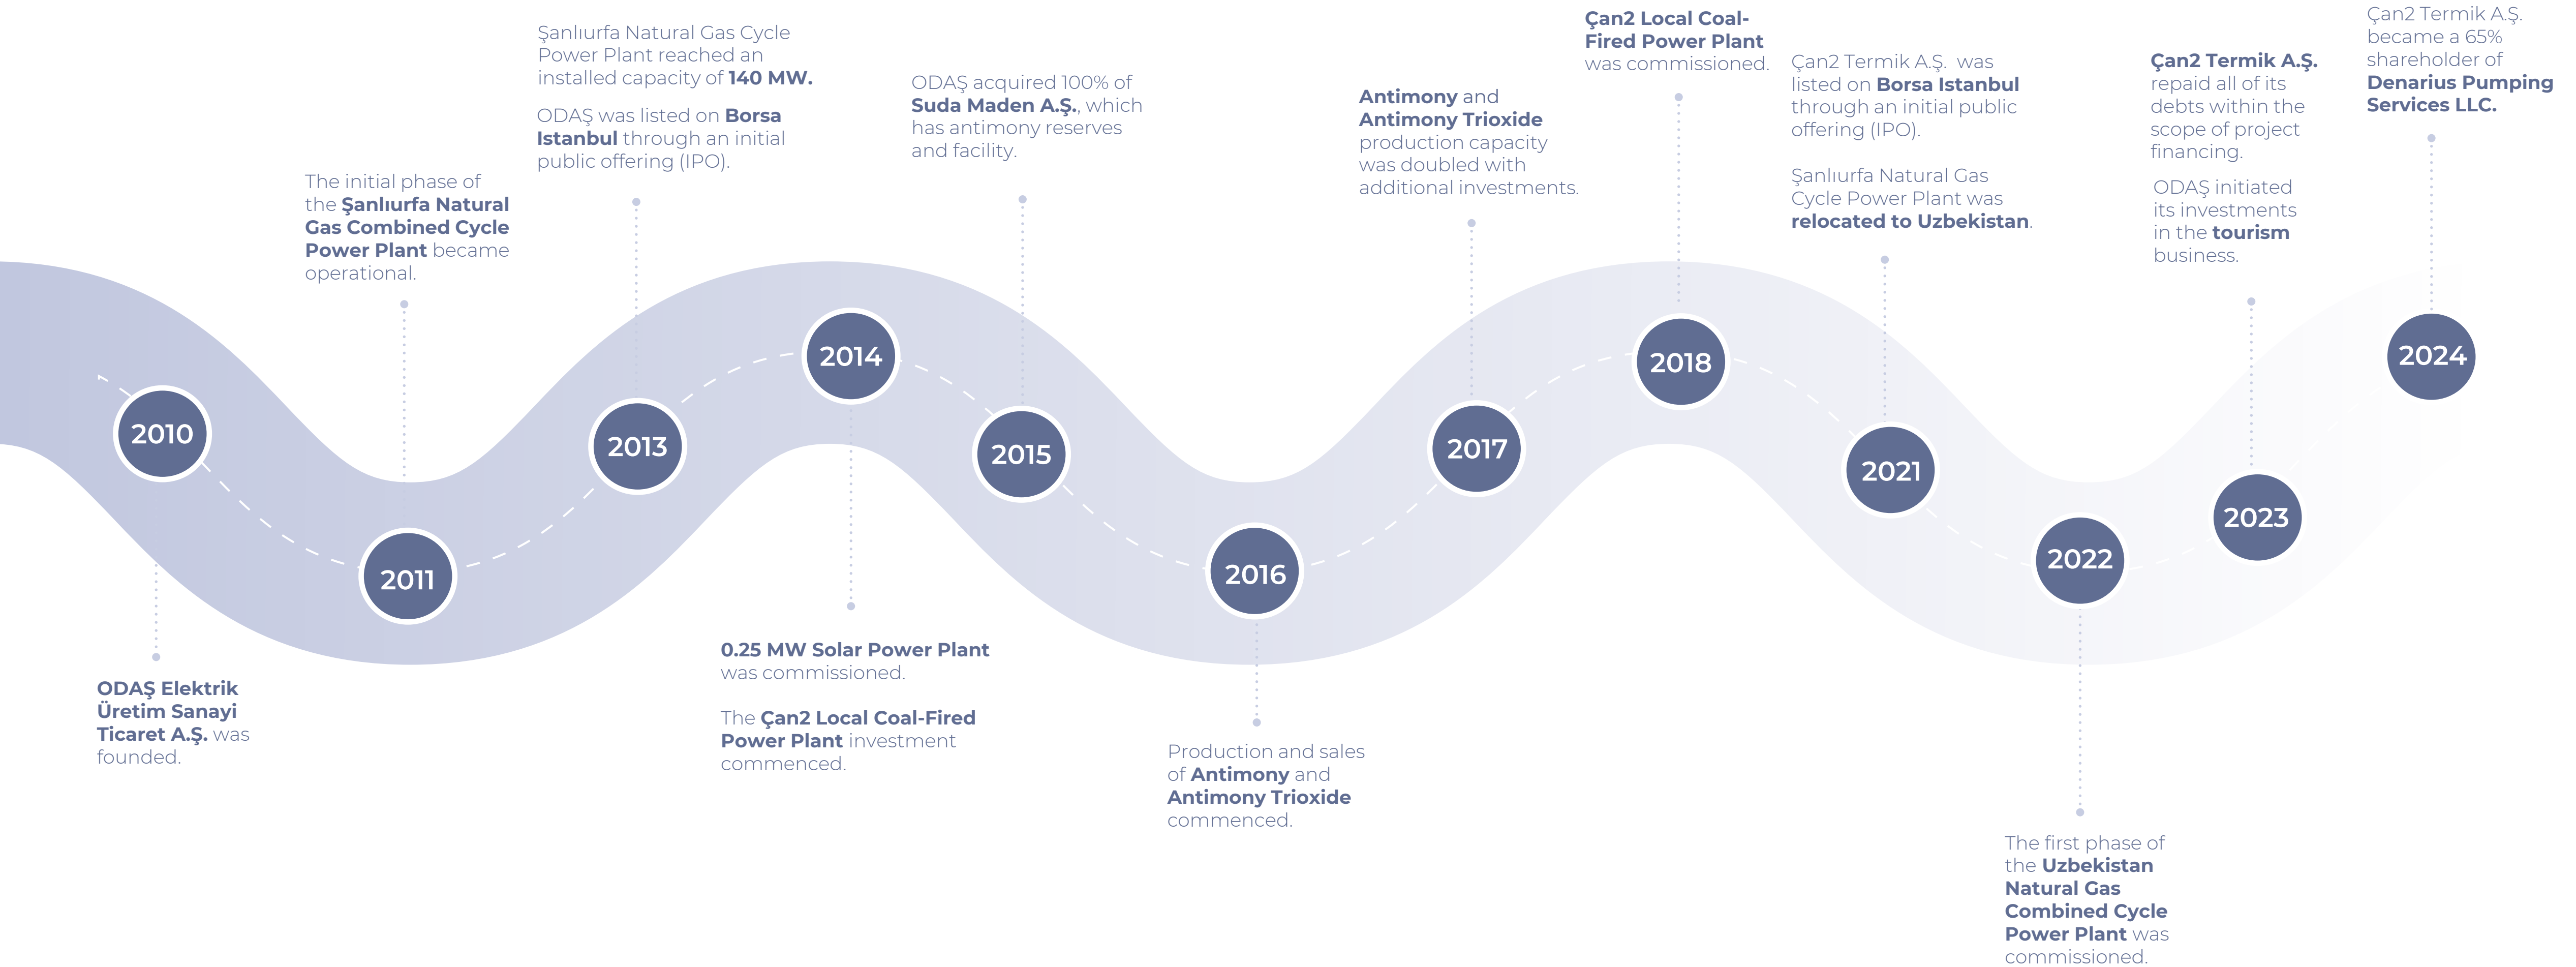 2010
ODAŞ Elektrik
Üretim Sanayi
Ticaret A.Ş. was
founded.
The initial phase of
the Şanlıurfa Natural
Gas Combined Cycle
Power Plant became
operational.
2011
Şanlıurfa Natural Gas Cycle
Power Plant reached an
installed capacity of 140 MW.
ODAŞ was listed on Borsa
Istanbul through an initial
public offering (IPO).
2013
2014
0.25 MW Solar Power Plant
was commissioned.
The Çan2 Local Coal-Fired
Power Plant investment
commenced.
ODAŞ acquired 100% of
Suda Maden A.Ş., which
has antimony reserves
and facility.
2015
2016
Production and sales
of Antimony and
Antimony Trioxide
commenced.
Antimony and
Antimony Trioxide
production capacity
was doubled with
additional investments.
2017
Çan2 Local Coal-
Fired Power Plant
was commissioned.
2018
Çan2 Termik A.Ş. was
listed on Borsa Istanbul
through an initial public
offering (IPO).
Şanlıurfa Natural Gas
Cycle Power Plant was
relocated to Uzbekistan.
2021
2022
The first phase of
the Uzbekistan
Natural Gas
Combined Cycle
Power Plant was
commissioned.
Çan2 Termik A.Ş.
repaid all of its
debts within the
scope of project
financing.
ODAŞ initiated
its investments
in the tourism
business.
2023
Çan2 Termik A.Ş.
became a 65%
shareholder of
Denarius Pumping
Services LLC.
2024